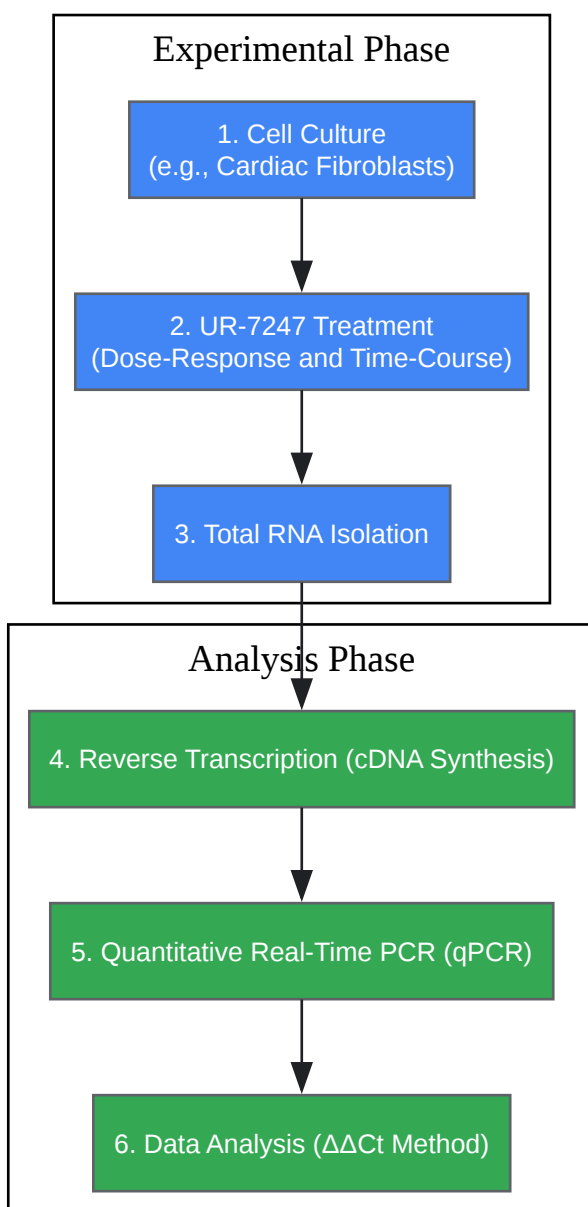 Experimental Phase
1. Cell Culture
(e.g., Cardiac Fibroblasts)
2. UR-7247 Treatment
(Dose-Response and Time-Course)
3. Total RNA Isolation
Analysis Phase
4. Reverse Transcription (cDNA Synthesis)
5. Quantitative Real-Time PCR (qPCR)
6. Data Analysis (ΔΔCt Method)